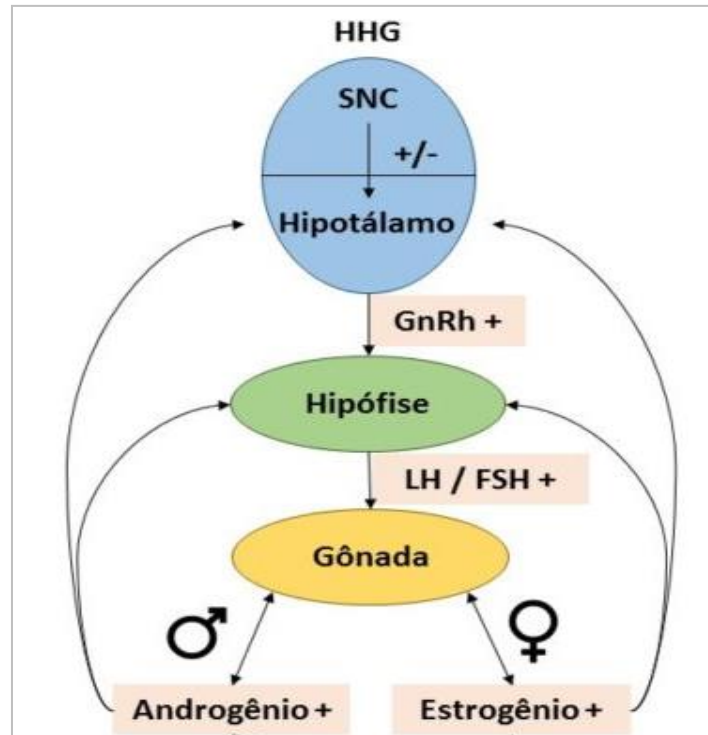 HHG
SNC
+/-
Hipotálamo
GnRh +
Hipófise
LH / FSH +
Gônada
Androgênio +
Estrogênio +